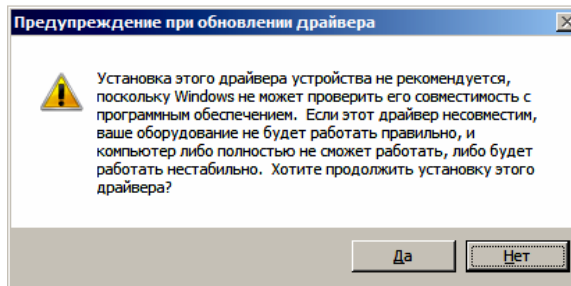 Предупреждение при обновлении драйвера
Установка этого драйвера устройства не рекомендуется,
поскольку Windows не может проверить его совместимость с
программным обеспечением. Если этот драйвер несовместим,
ваше оборудование не будет работать правильно, и
компьютер либо полностью не сможет работать, либо будет
работать нестабильно. Хотите продолжить установку этого
драйвера?
Да
Нет